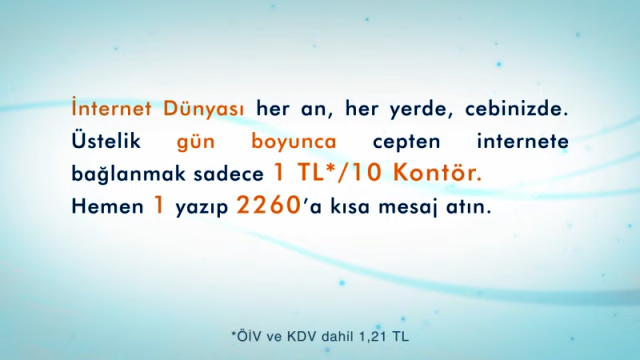 İnternet Dünyası her an, her yerde, cebinizde.
Üstelik gün boyunca cepten internete
bağlanmak sadece 1 TL*/10 Kontör.
Hemen 1 yazıp 2260'a kısa mesaj atın.
*ÖİV ve KDV dahil 1,21 TL